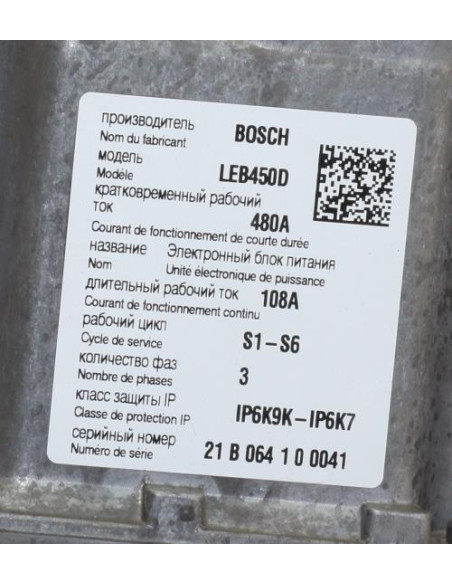 производитель BOSCH
Nom du fabricant
модель LEB450D
Modéle
кратковременный рабочий
ток 480A
Courant de fonctionnement de courte durée
название Электронный блок питания
Nom Unité électronique de puissance
длительный рабочий ток 108A
Courant de fonctionnement continu
рабочий цикл S1-S6
Cycle de service
количество фаз 3
Nombre de phases
класс защиты IP IP6K9K-IP6K7
Classe de protection IP
серийный номер 21 B 064 1 0 0041
Numéro de série